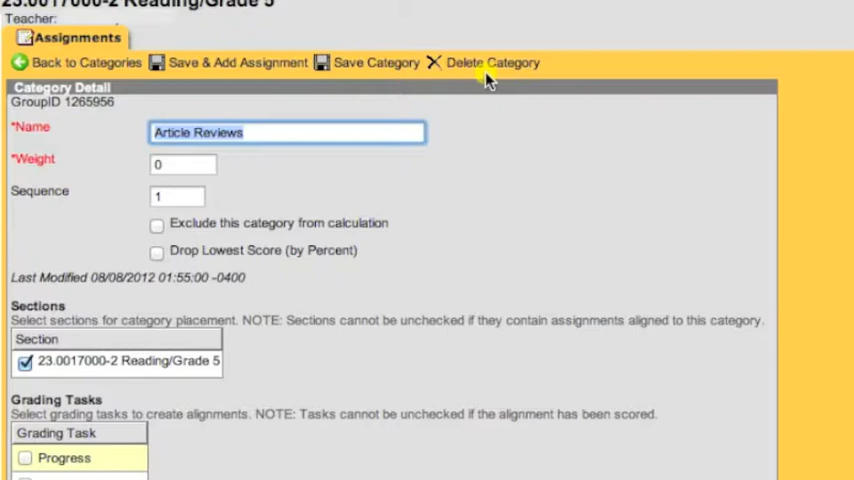 23.0017000-2 Reading/Grade 5
Teacher:
Assignments
Back to Categories Save & Add Assignment Save Category Delete Category
Category Detail
GroupID 1265956
*Name Article Reviews
*Weight 0
Sequence 1
Exclude this category from calculation
Drop Lowest Score (by Percent)
Last Modified 08/08/2012 01:55:00 -0400
Sections
Select sections for category placement. NOTE: Sections cannot be unchecked if they contain assignments aligned to this category.
Section
23.0017000-2 Reading/Grade 5
Grading Tasks
Select grading tasks to create alignments. NOTE: Tasks cannot be unchecked if the alignment has been scored.
Grading Task
Progress